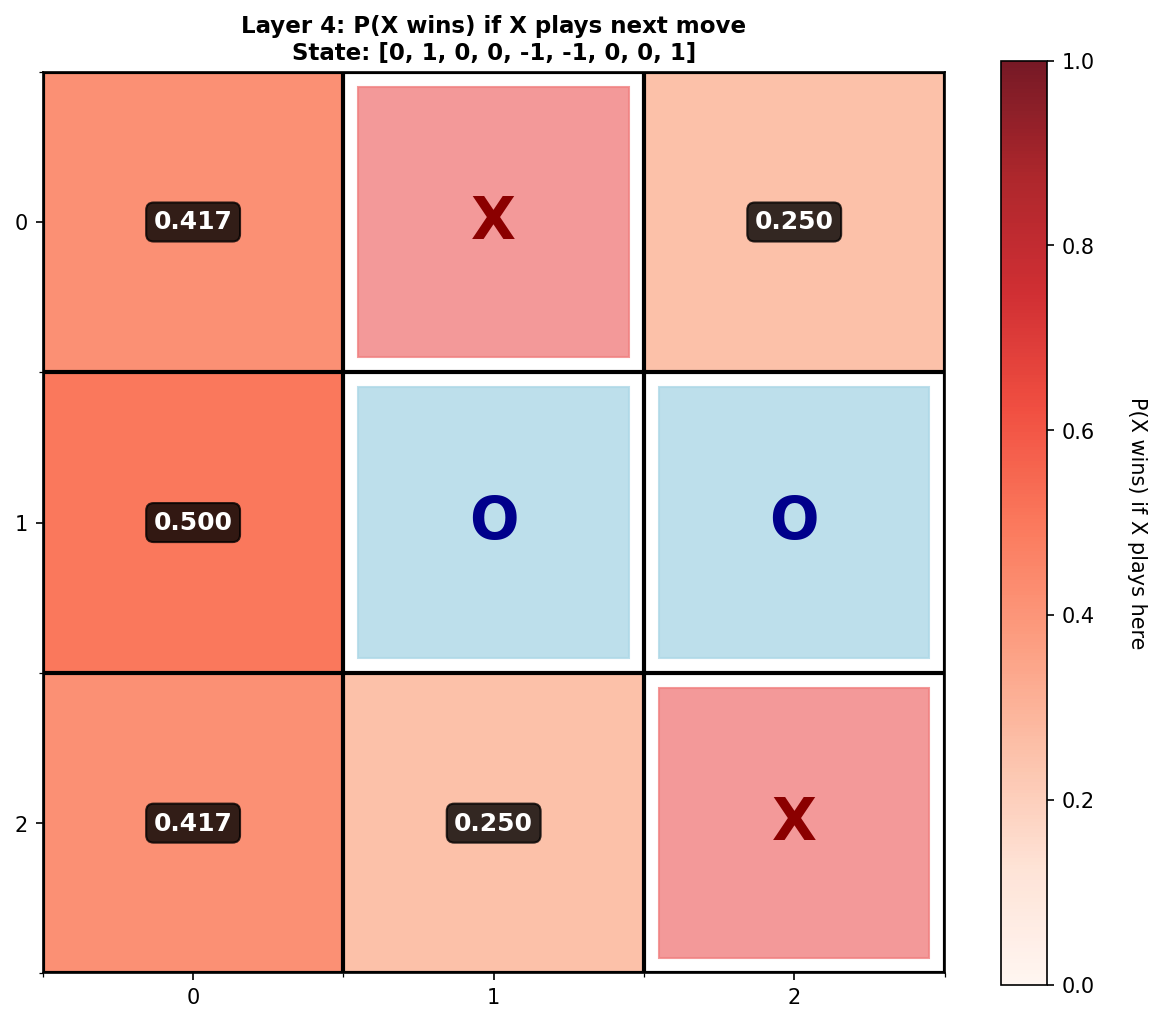 Layer 4: P(X wins) if X plays next move
State: [0, 1, 0, 0, -1, -1, 0, 0, 1]
0
0.417
X
0.250
1
0.500
O
O
2
0.417
0.250
X
0
1
2
1.0
0.8
0.6
0.4
0.2
0.0
P(X wins) if X plays here